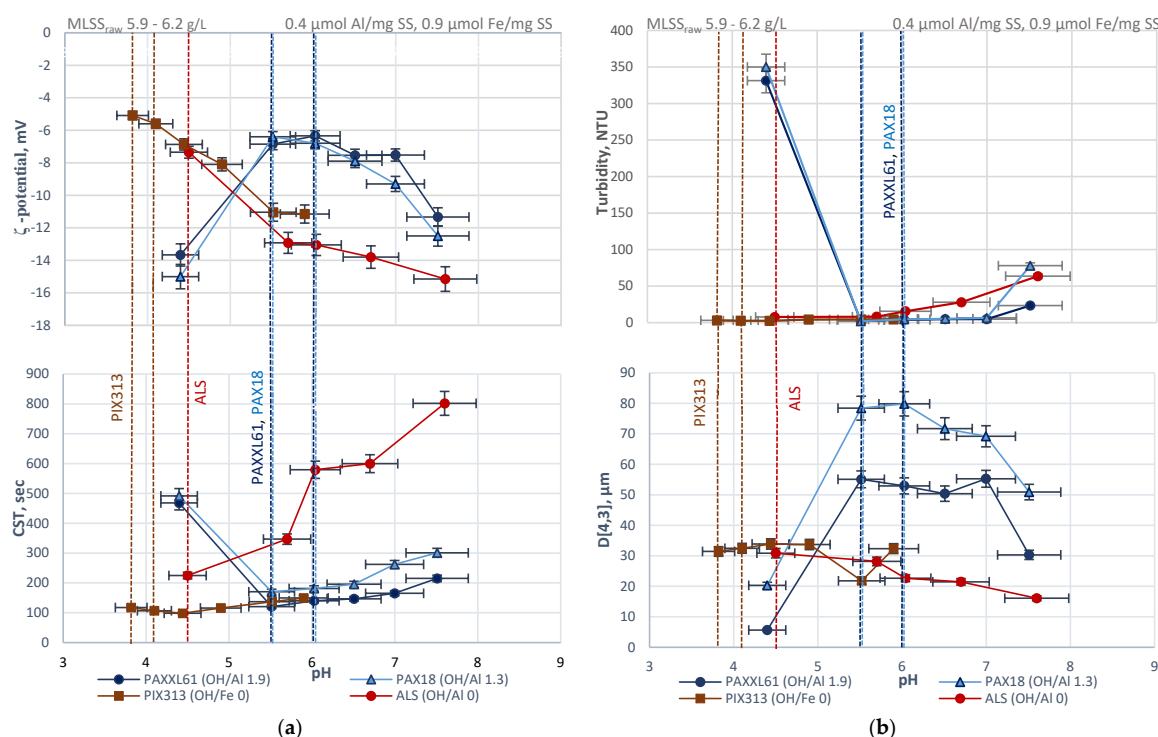 MLSSraw 5.9 - 6.2 g/L
0.4 µmol Al/mg SS, 0.9 µmol Fe/mg SS
ζ -potential, mV
0
-2
-4
-6
-8
-10
-12
-14
-16
-18
CST, sec
900
800
700
600
500
400
300
200
100
0
PIX313
ALS
PAXXL61, PAX18
3
4
5
6
7
8
9
pH
PAXXL61 (OH/Al 1.9)
PAX18 (OH/Al 1.3)
PIX313 (OH/Fe 0)
ALS (OH/Al 0)
(a)
MLSSraw 5.9 - 6.2 g/L
0.4 µmol Al/mg SS, 0.9 µmol Fe/mg SS
Turbidity, NTU
400
350
300
250
200
150
100
50
0
PAXXL61, PAX18
D[4,3], µm
90
80
70
60
50
40
30
20
10
0
PIX313
ALS
3
4
5
6
7
8
9
pH
PAXXL61 (OH/Al 1.9)
PAX18 (OH/Al 1.3)
PIX313 (OH/Fe 0)
ALS (OH/Al 0)
(b)